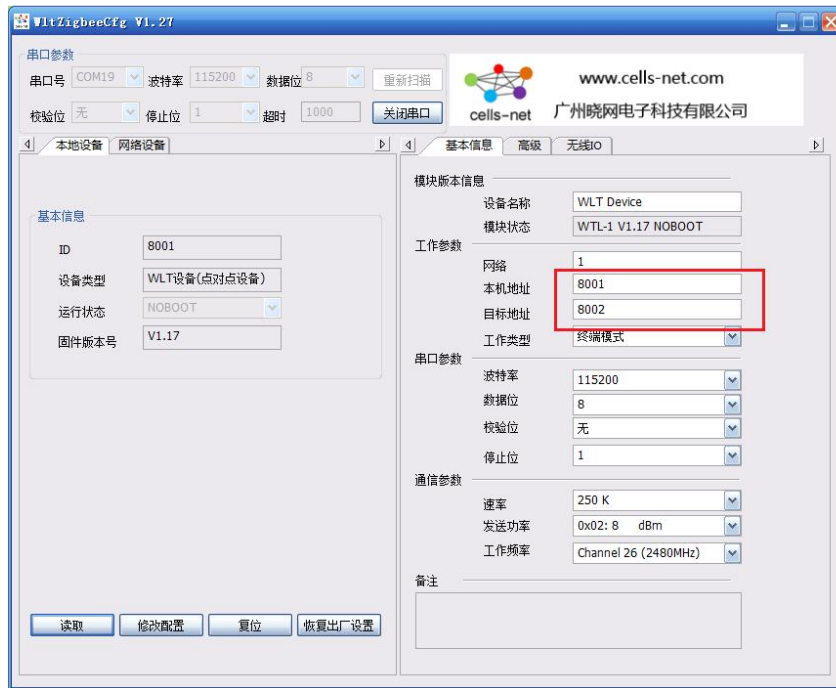 WltZigbeeCfg V1.27
串口参数
串口号 COM19 波特率 115200 数据位 8 重新扫描
校验位 无 停止位 1 超时 1000 关闭串口
cells-net
www.cells-net.com
广州晓网电子科技有限公司
本地设备 网络设备
基本信息
ID 8001
设备类型 WLT设备(点对点设备)
运行状态 NOBOOT
固件版本号 V1.17
读取 修改配置 复位 恢复出厂设置
基本信息 高级 无线IO
模块版本信息
设备名称 WLT Device
模块状态 WTL-1 V1.17 NOBOOT
工作参数
网络 1
本机地址 8001
目标地址 8002
工作类型 终端模式
串口参数
波特率 115200
数据位 8
校验位 无
停止位 1
通信参数
速率 250 K
发送功率 0x02: 8 dBm
工作频率 Channel 26 (2480MHz)
备注